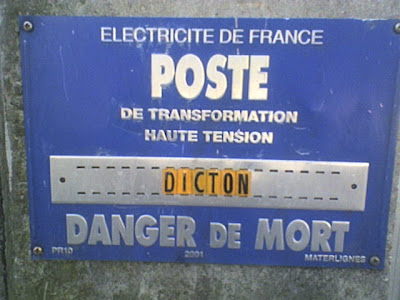 ELECTRICITE DE FRANCE
POSTE
DE TRANSFORMATION
HAUTE TENSION
DICTON
DANGER DE MORT
PR10 2001 MATERLIGNES